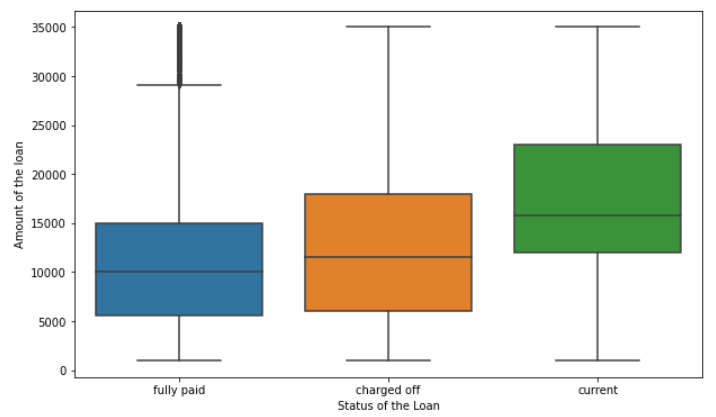 35000
30000
25000
20000
15000
10000
5000
0
Amount of the loan
fully paid charged off current
Status of the Loan